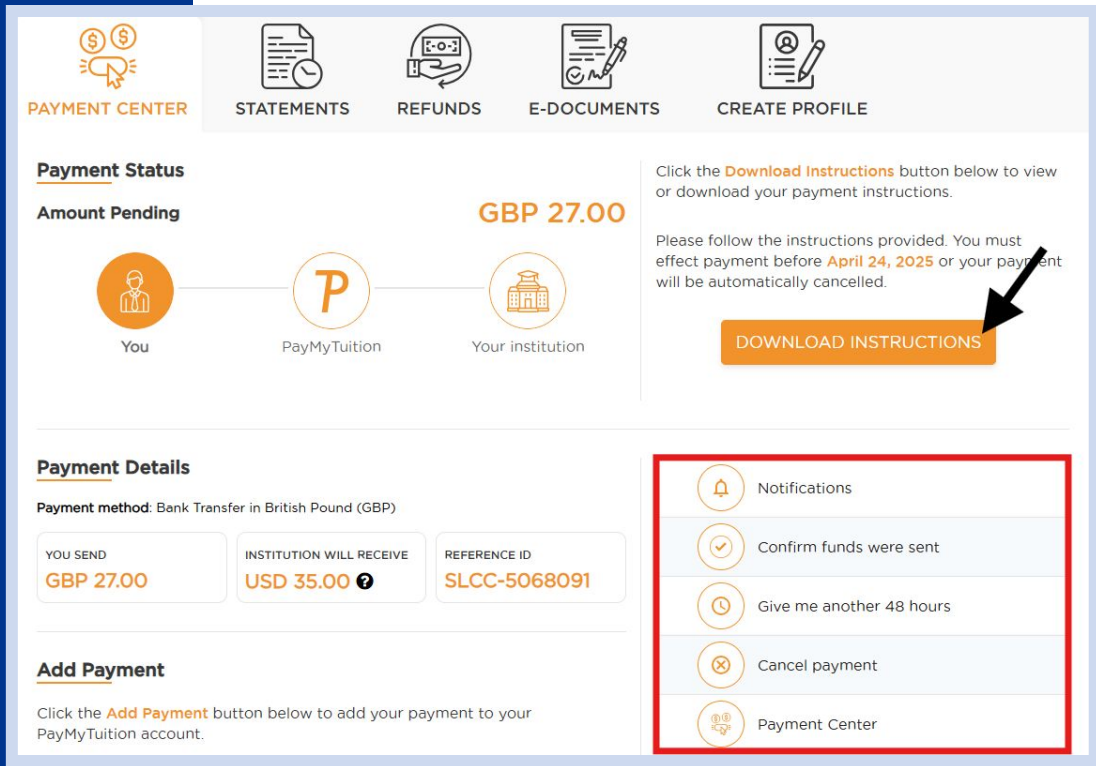 PAYMENT CENTER
STATEMENTS
REFUNDS
E-DOCUMENTS
CREATE PROFILE
Payment Status
Amount Pending
GBP 27.00
You
PayMyTuition
Your institution
Click the Download Instructions button below to view
or download your payment instructions.
Please follow the instructions provided. You must
effect payment before April 24, 2025 or your payment
will be automatically cancelled.
DOWNLOAD INSTRUCTIONS
Payment Details
Payment method: Bank Transfer in British Pound (GBP)
YOU SEND
GBP 27.00
INSTITUTION WILL RECEIVE
USD 35.00 ?
REFERENCE ID
SLCC-5068091
Add Payment
Click the Add Payment button below to add your payment to your
PayMyTuition account.
Notifications
Confirm funds were sent
Give me another 48 hours
Cancel payment
Payment Center